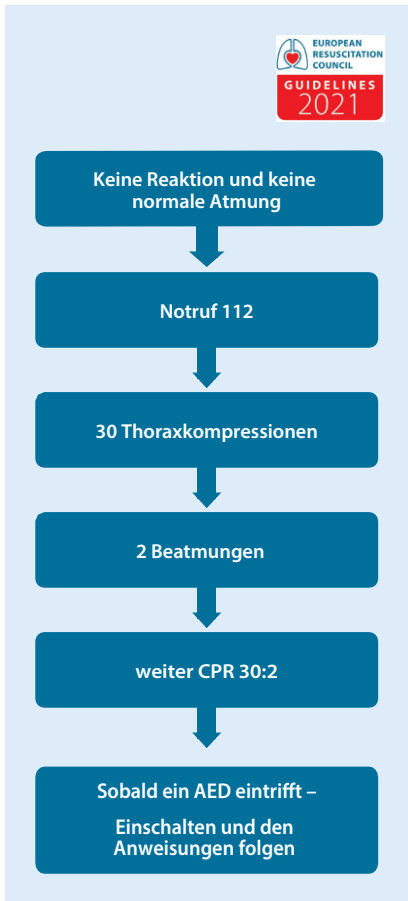 EUROPEAN
RESUSCITATION
COUNCIL
GUIDELINES
2021
Keine Reaktion und keine
normale Atmung
Notruf 112
30 Thoraxkompressionen
2 Beatmungen
weiter CPR 30:2
Sobald ein AED eintrifft –
Einschalten und den
Anweisungen folgen